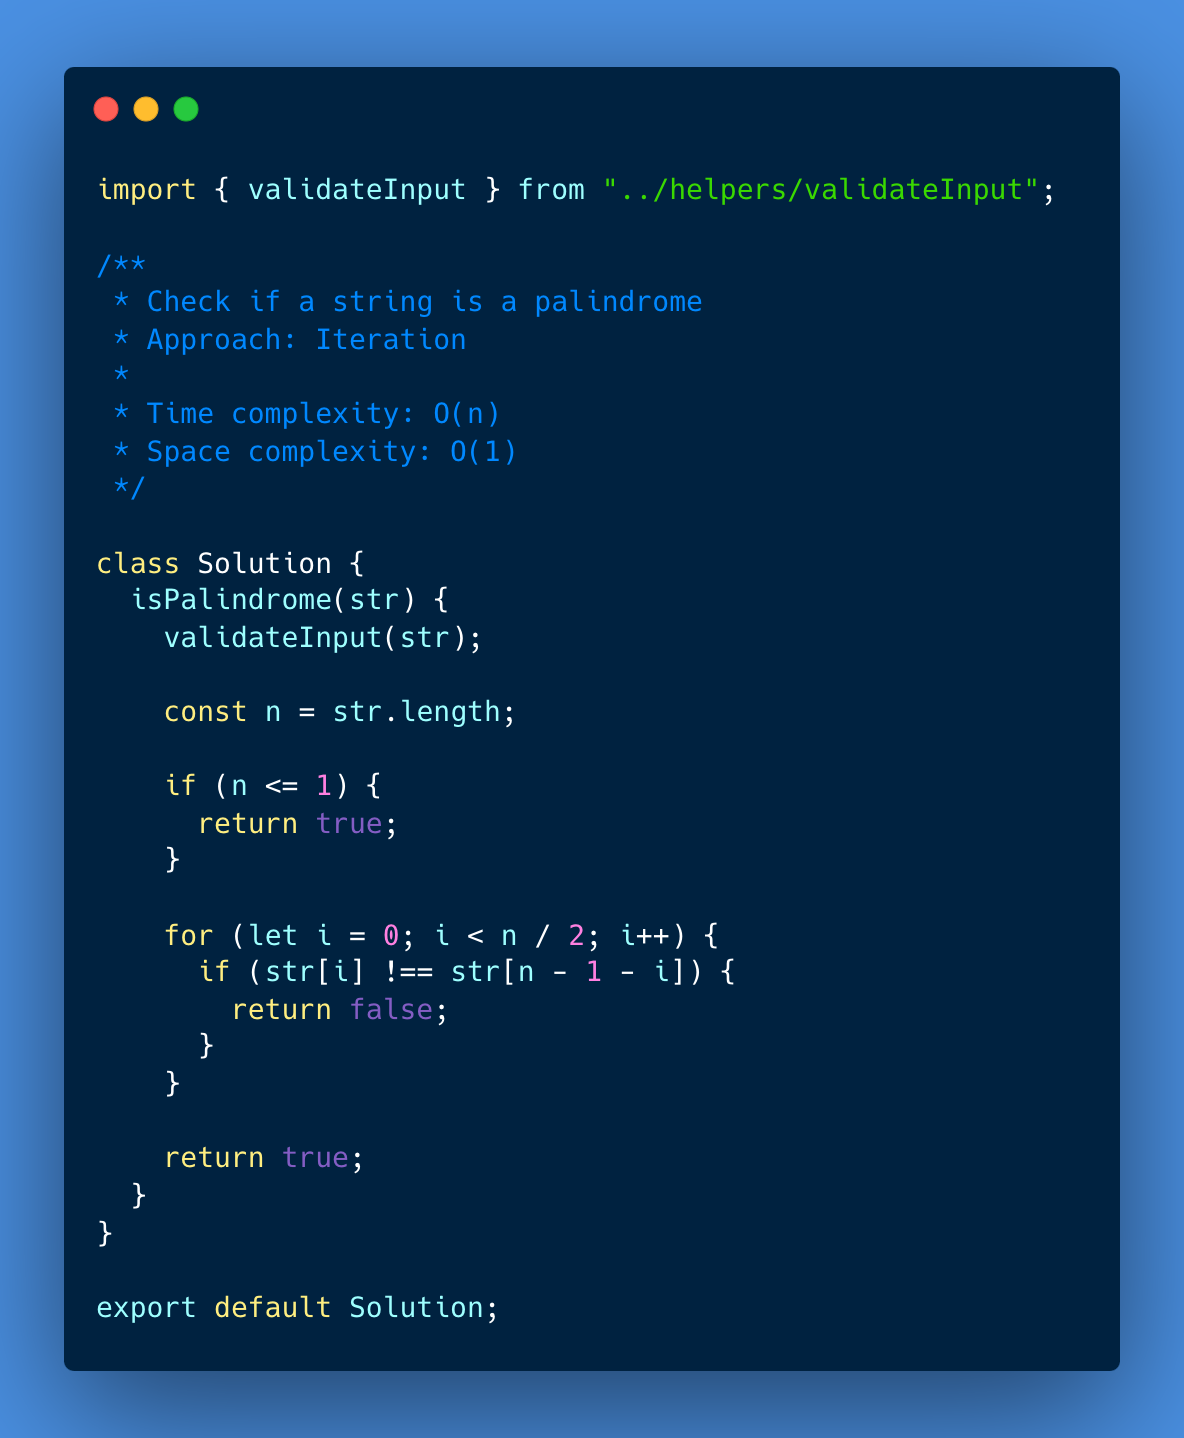 import { validateInput } from "../helpers/validateInput";

/**
 * Check if a string is a palindrome
 * Approach: Iteration
 *
 * Time complexity: O(n)
 * Space complexity: O(1)
 */

class Solution {
  isPalindrome(str) {
    validateInput(str);

    const n = str.length;

    if (n <= 1) {
      return true;
    }

    for (let i = 0; i < n / 2; i++) {
      if (str[i] !== str[n - 1 - i]) {
        return false;
      }
    }

    return true;
  }
}

export default Solution;